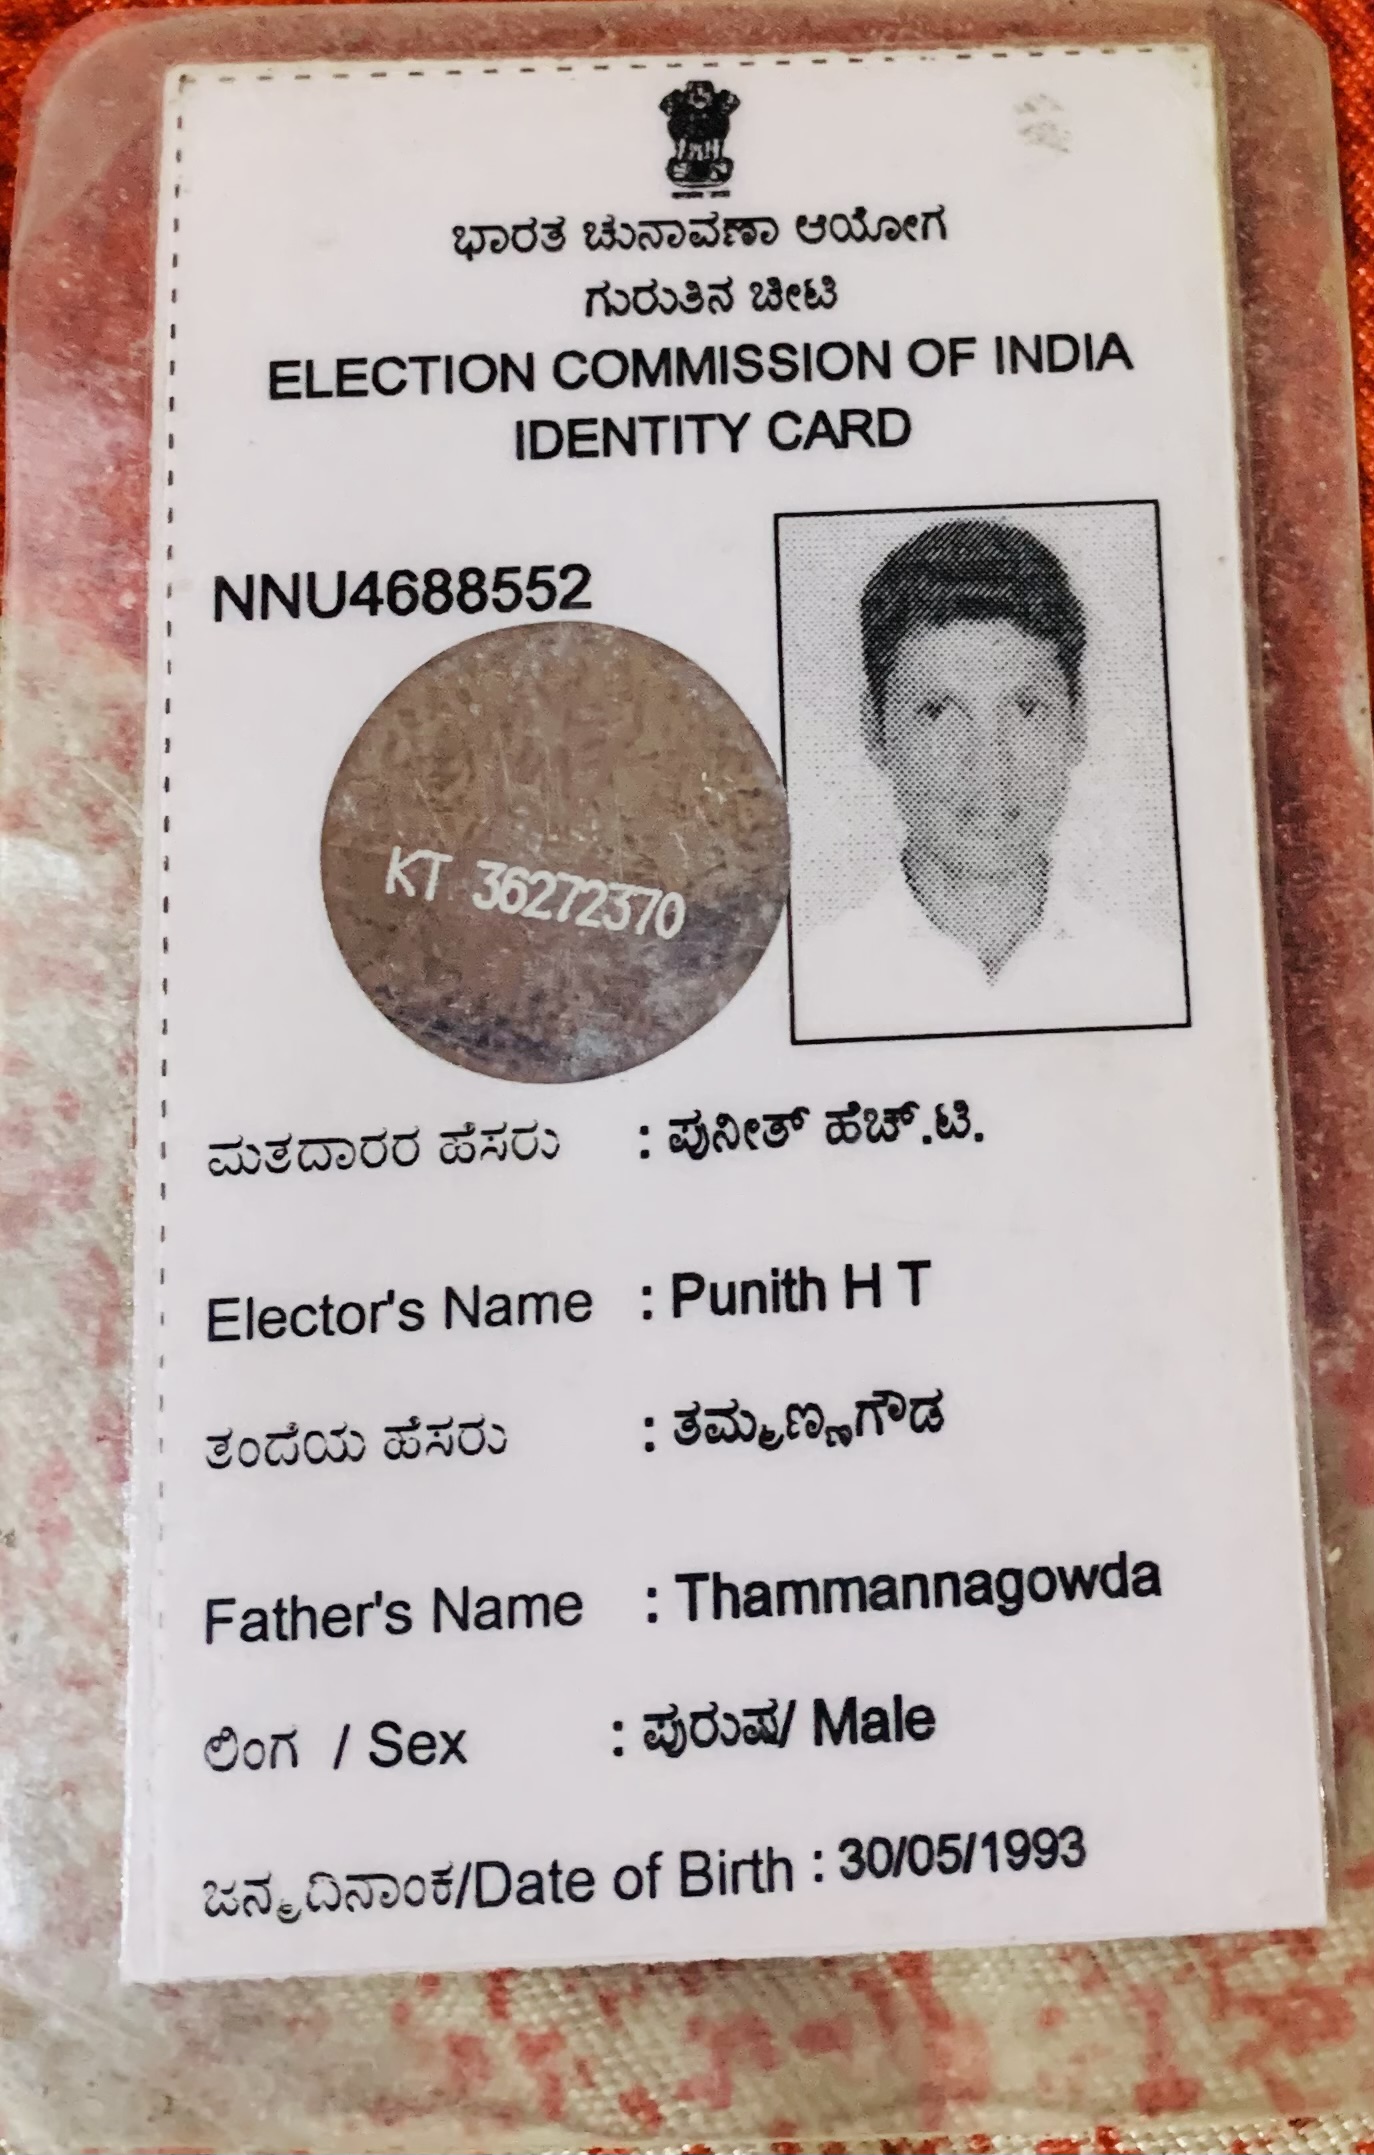 ಭಾರತ ಚುನಾವಣಾ ಆಯೋಗ
ಗುರುತಿನ ಚೀಟಿ
ELECTION COMMISSION OF INDIA
IDENTITY CARD
NNU4688552
KT 36272370
ಮತದಾರರ ಹೆಸರು : ಪುನೀತ್ ಹೆಚ್.ಟಿ.
Elector's Name : Punith H T
ತಂದೆಯ ಹೆಸರು : ತಮ್ಮಣ್ಣಗೌಡ
Father's Name : Thammannagowda
ಲಿಂಗ / Sex : ಪುರುಷ/ Male
ಜನ್ಮದಿನಾಂಕ/Date of Birth : 30/05/1993